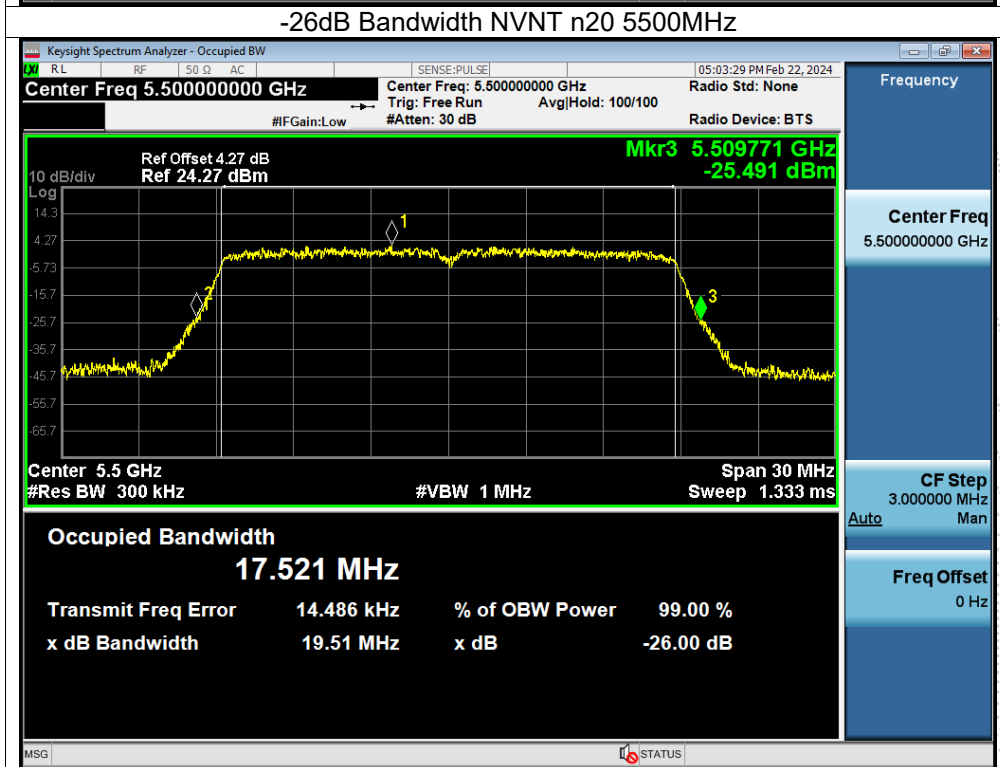 -26dB Bandwidth NVNT n20 5500MHz
Keysight Spectrum Analyzer - Occupied BW
LXI RL RF 50 Ω AC SENSE:PULSE 05:03:29 PM Feb 22, 2024
Center Freq 5.500000000 GHz
Center Freq: 5.500000000 GHz Radio Std: None
Trig: Free Run Avg|Hold: 100/100
#IFGain:Low #Atten: 30 dB Radio Device: BTS
Mkr3 5.509771 GHz
-25.491 dBm
Ref Offset 4.27 dB
10 dB/div Ref 24.27 dBm
Log
14.3
4.27
-5.73
-15.7
-25.7
-35.7
-45.7
-55.7
-65.7
1
2
3
Center 5.5 GHz Span 30 MHz
#Res BW 300 kHz #VBW 1 MHz Sweep 1.333 ms
Occupied Bandwidth
17.521 MHz
Transmit Freq Error 14.486 kHz % of OBW Power 99.00 %
x dB Bandwidth 19.51 MHz x dB -26.00 dB
Frequency
Center Freq
5.500000000 GHz
CF Step
3.000000 MHz
Auto Man
Freq Offset
0 Hz
MSG STATUS